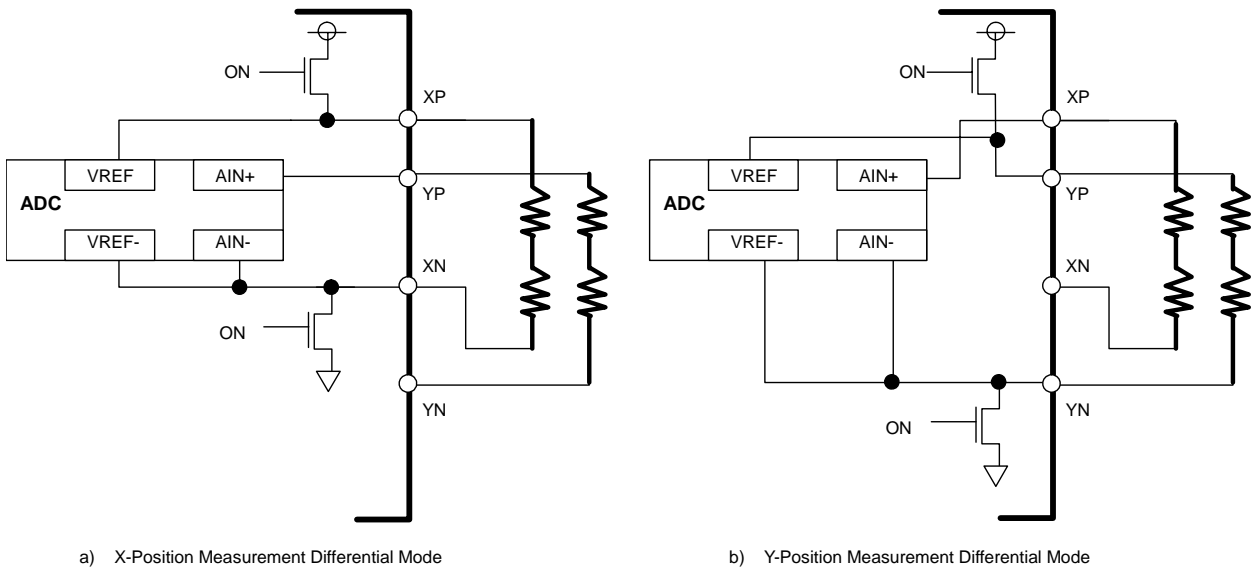 ON
XP
VREF
AIN+
YP
ADC
VREF-
AIN-
XN
ON
YN
a) X-Position Measurement Differential Mode
ON
XP
VREF
AIN+
YP
ADC
VREF-
AIN-
XN
YN
ON
b) Y-Position Measurement Differential Mode